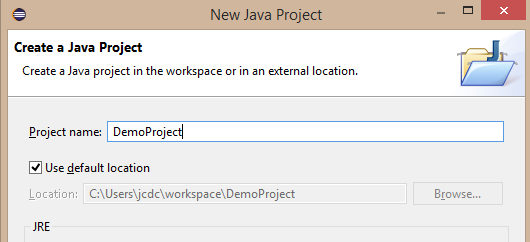 New Java Project
Create a Java Project
Create a Java project in the workspace or in an external location.
Project name: DemoProject
Use default location
Location: C:\Users\jcdc\workspace\DemoProject Browse...
JRE